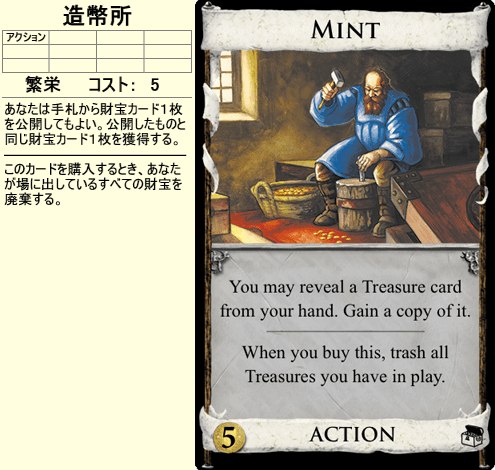 造幣所
アクション
繁栄 コスト: 5
あなたは手札から財宝カード1枚
を公開してもよい。公開したものと
同じ財宝カード1枚を獲得する。
このカードを購入するとき、あなた
が場に出しているすべての財宝を
廃棄する。
MINT
You may reveal a Treasure card
from your hand. Gain a copy of it.
When you buy this, trash all
Treasures you have in play.
5 ACTION